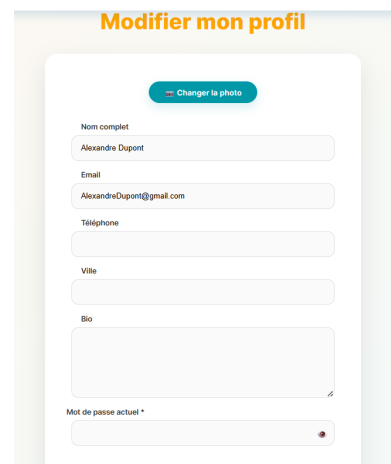 Modifier mon profil
Changer la photo
Nom complet
Alexandre Dupont
Email
AlexandreDupont@gmail.com
Téléphone
Ville
Bio
Mot de passe actuel *